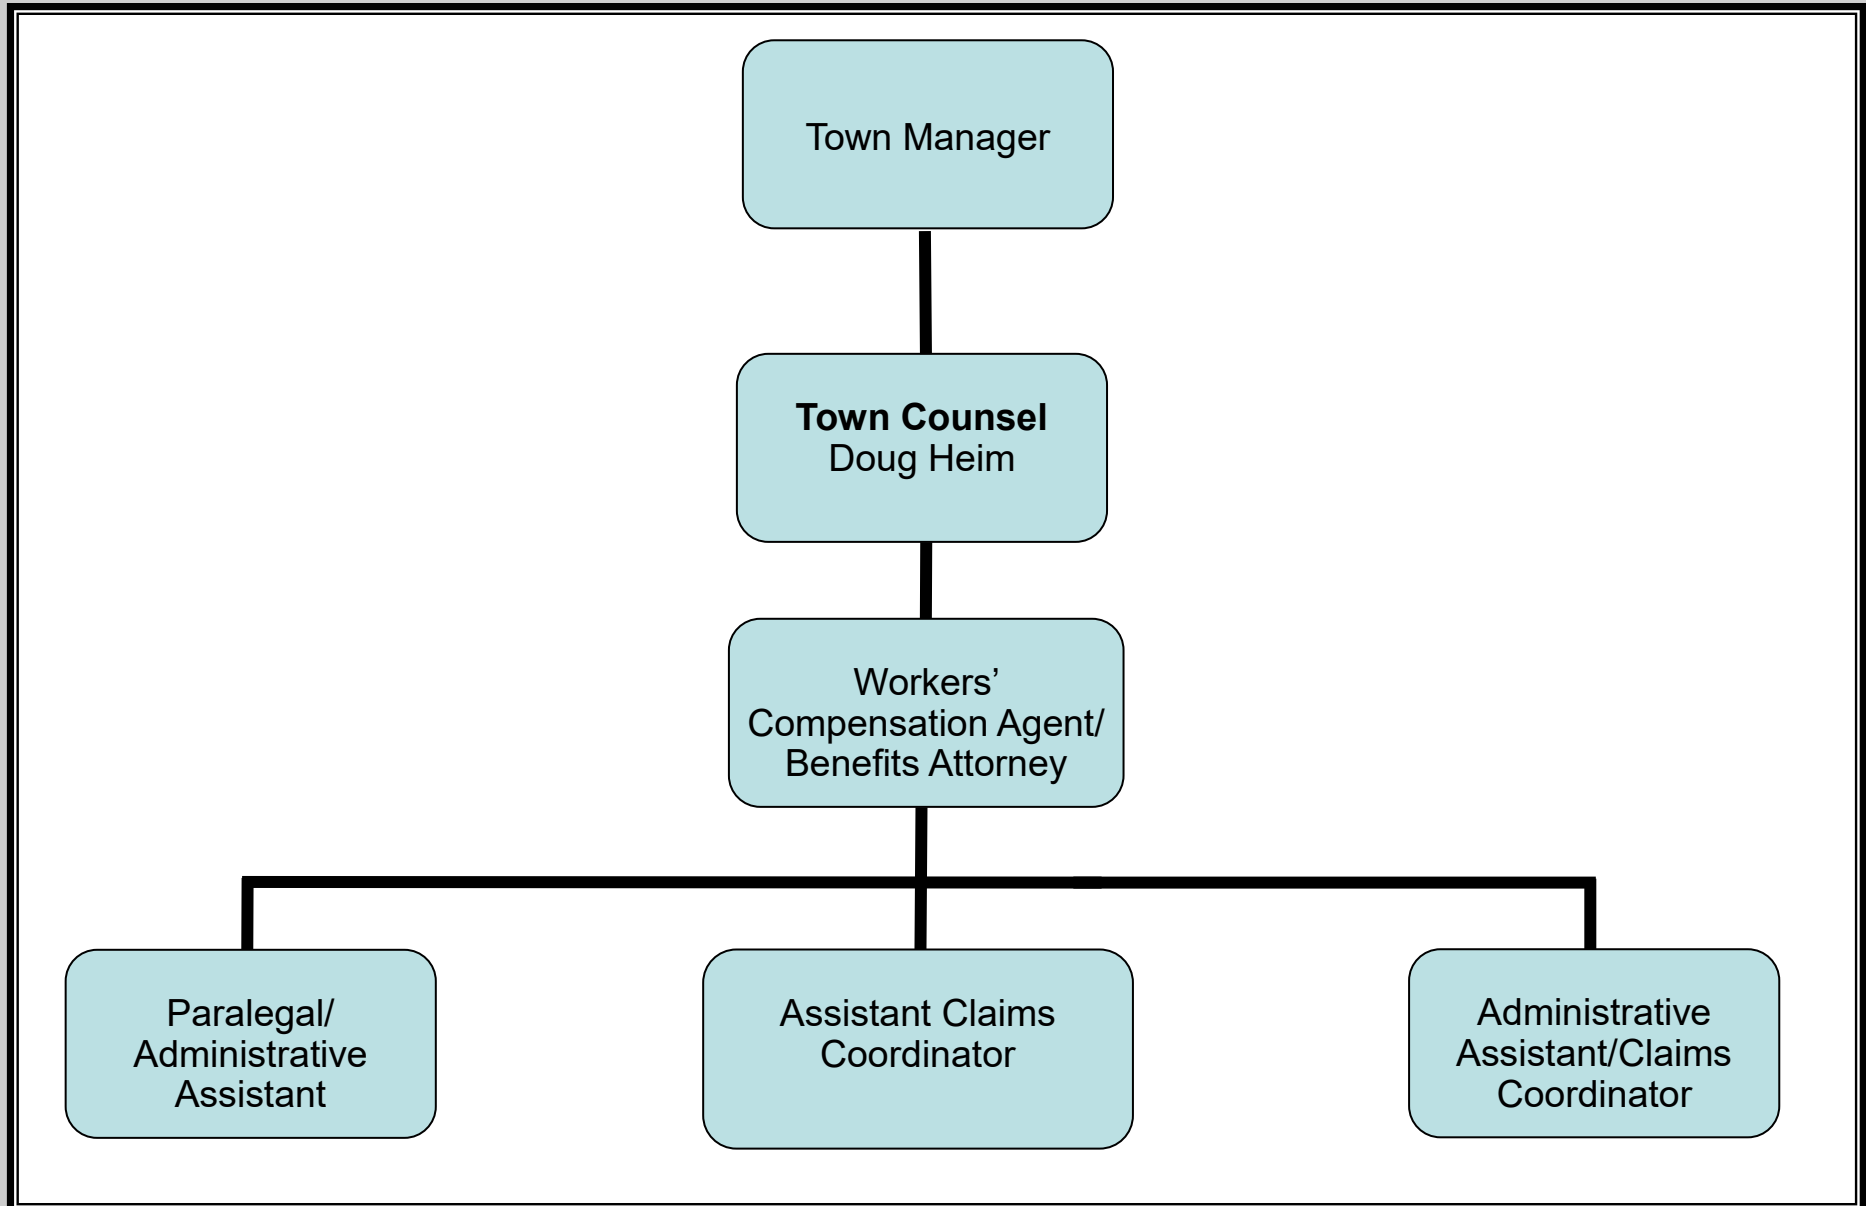 Town Manager
Town Counsel
Doug Heim
Workers’
Compensation Agent/
Benefits Attorney
Paralegal/
Administrative
Assistant
Assistant Claims
Coordinator
Administrative
Assistant/Claims
Coordinator